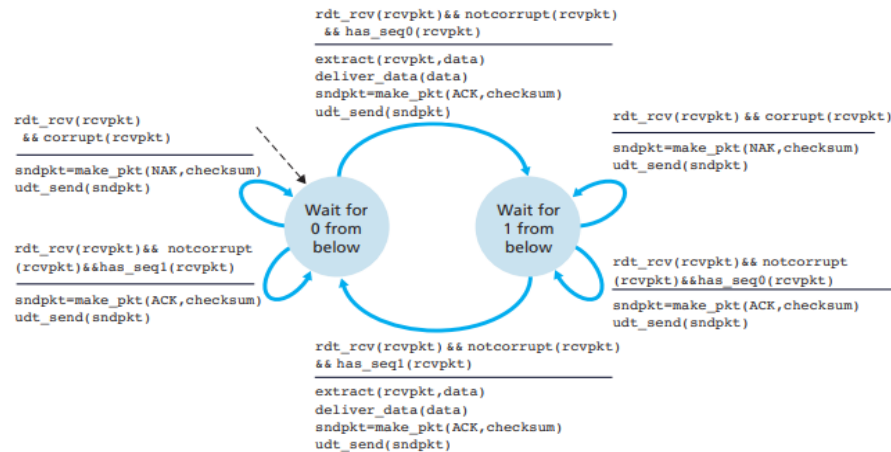 rdt_rcv(rcvpkt)&& notcorrupt(rcvpkt)
&& has_seq0(rcvpkt)
extract(rcvpkt,data)
deliver_data(data)
sndpkt=make_pkt(ACK,checksum)
udt_send(sndpkt)
rdt_rcv(rcvpkt)
&& corrupt(rcvpkt)
sndpkt=make_pkt(NAK,checksum)
udt_send(sndpkt)
rdt_rcv(rcvpkt) && corrupt(rcvpkt)
sndpkt=make_pkt(NAK,checksum)
udt_send(sndpkt)
Wait for
0 from
below
Wait for
1 from
below
rdt_rcv(rcvpkt)&& notcorrupt
(rcvpkt)&&has_seq1(rcvpkt)
sndpkt=make_pkt(ACK,checksum)
udt_send(sndpkt)
rdt_rcv(rcvpkt)&& notcorrupt
(rcvpkt)&&has_seq0(rcvpkt)
sndpkt=make_pkt(ACK,checksum)
udt_send(sndpkt)
rdt_rcv(rcvpkt) && notcorrupt(rcvpkt)
&& has_seq1(rcvpkt)
extract(rcvpkt,data)
deliver_data(data)
sndpkt=make_pkt(ACK,checksum)
udt_send(sndpkt)